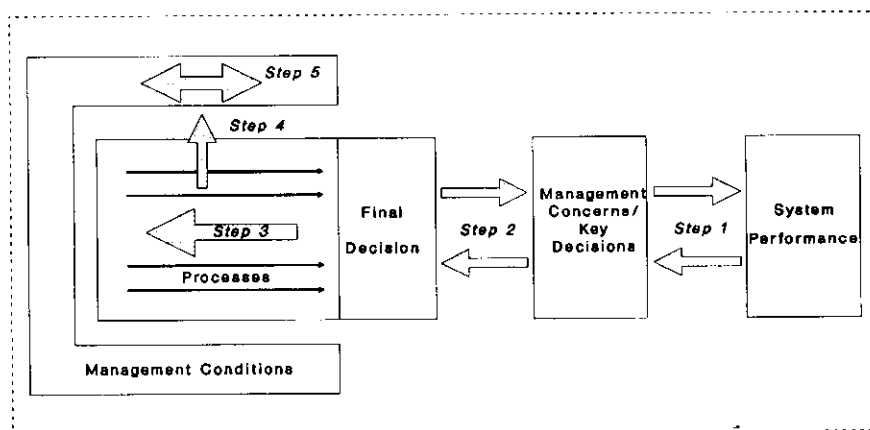 Step 5
Step 4
Step 3
Processes
Management Conditions
Final
Decision
Step 2
Management
Concerns/
Key
Decisions
Step 1
System
Performance